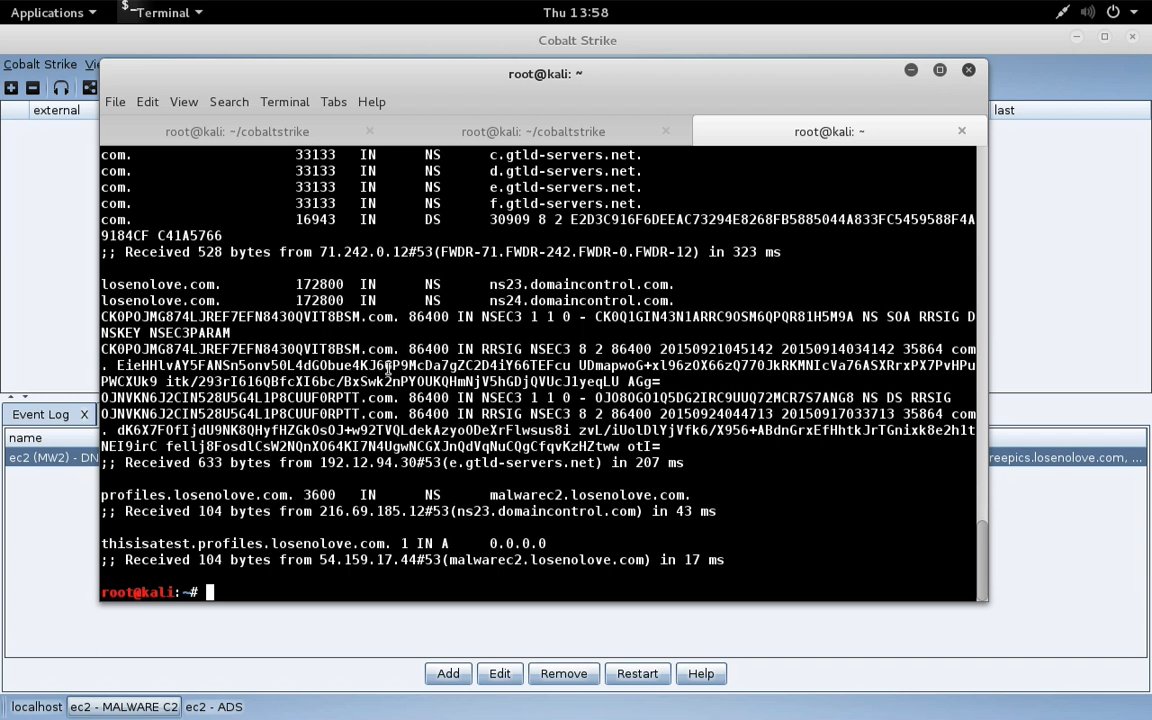 Applications
Terminal
Thu 13:58
Cobalt Strike
Cobalt Strike Vi
root@kali: ~
File Edit View Search Terminal Tabs Help
external
last
root@kali: ~/cobaltstrike
root@kali: ~/cobaltstrike
root@kali: ~
com. 33133 IN NS c.gtld-servers.net.
com. 33133 IN NS d.gtld-servers.net.
com. 33133 IN NS e.gtld-servers.net.
com. 33133 IN NS f.gtld-servers.net.
com. 16943 IN DS 30909 8 2 E2D3C916F6DEEAC73294E8268FB5885044A833FC5459588F4A
9184CF C41A5766
;; Received 528 bytes from 71.242.0.12#53(FWDR-71.FWDR-242.FWDR-0.FWDR-12) in 323 ms
losenolove.com. 172800 IN NS ns23.domaincontrol.com.
losenolove.com. 172800 IN NS ns24.domaincontrol.com.
CK0POJMG874LJREF7EFN8430QVIT8BSM.com. 86400 IN NSEC3 1 1 0 - CK0Q1GIN43N1ARRC9OSM6QPQR81H5M9A NS SOA RRSIG D
NSKEY NSEC3PARAM
CK0POJMG874LJREF7EFN8430QVIT8BSM.com. 86400 IN RRSIG NSEC3 8 2 86400 20150921045142 20150914034142 35864 com
. EieHHlvAY5FANSn5onv50L4dGObue4KJ6GP9McDa7gZC2D4iY66TEFcu UDmapwoG+xl96zOX66zQ77OJkRKMNIcVa76ASXRrxPX7PvHPu
PWCXUk9 itk/293rI616QBfcXI6bc/BxSwk2nPYOUKQHmNjV5hGDjQVUcJ1yeqLU AGg=
OJNVKN6J2CIN528U5G4L1P8CUUF0RPTT.com. 86400 IN NSEC3 1 1 0 - OJO8OGO1Q5DG2IRC9UUQ72MCR7S7ANG8 NS DS RRSIG
OJNVKN6J2CIN528U5G4L1P8CUUF0RPTT.com. 86400 IN RRSIG NSEC3 8 2 86400 20150924044713 20150917033713 35864 com
. dK6X7FOfIjdU9NK8QHyfHZGkOsOJ+w92TVQLdekAzyoODeXrFlwsus8i zvL/iUolDlYjVfk6/X956+ABdnGrxEfHhtkJrTGnixk8e2h1t
NEI9irC fellj8FosdlCsW2NQnXO64KI7N4UgwNCGXJnQdVqNuCQgCfqvKzHZtww otI=
;; Received 633 bytes from 192.12.94.30#53(e.gtld-servers.net) in 207 ms
profiles.losenolove.com. 3600 IN NS malwarec2.losenolove.com.
;; Received 104 bytes from 216.69.185.12#53(ns23.domaincontrol.com) in 43 ms
thisisatest.profiles.losenolove.com. 1 IN A 0.0.0.0
;; Received 104 bytes from 54.159.17.44#53(malwarec2.losenolove.com) in 17 ms
root@kali:~#
Event Log X
name
ec2 (MW2) - DN
reepics.losenolove.com, ...
Add Edit Remove Restart Help
localhost ec2 - MALWARE C2 ec2 - ADS